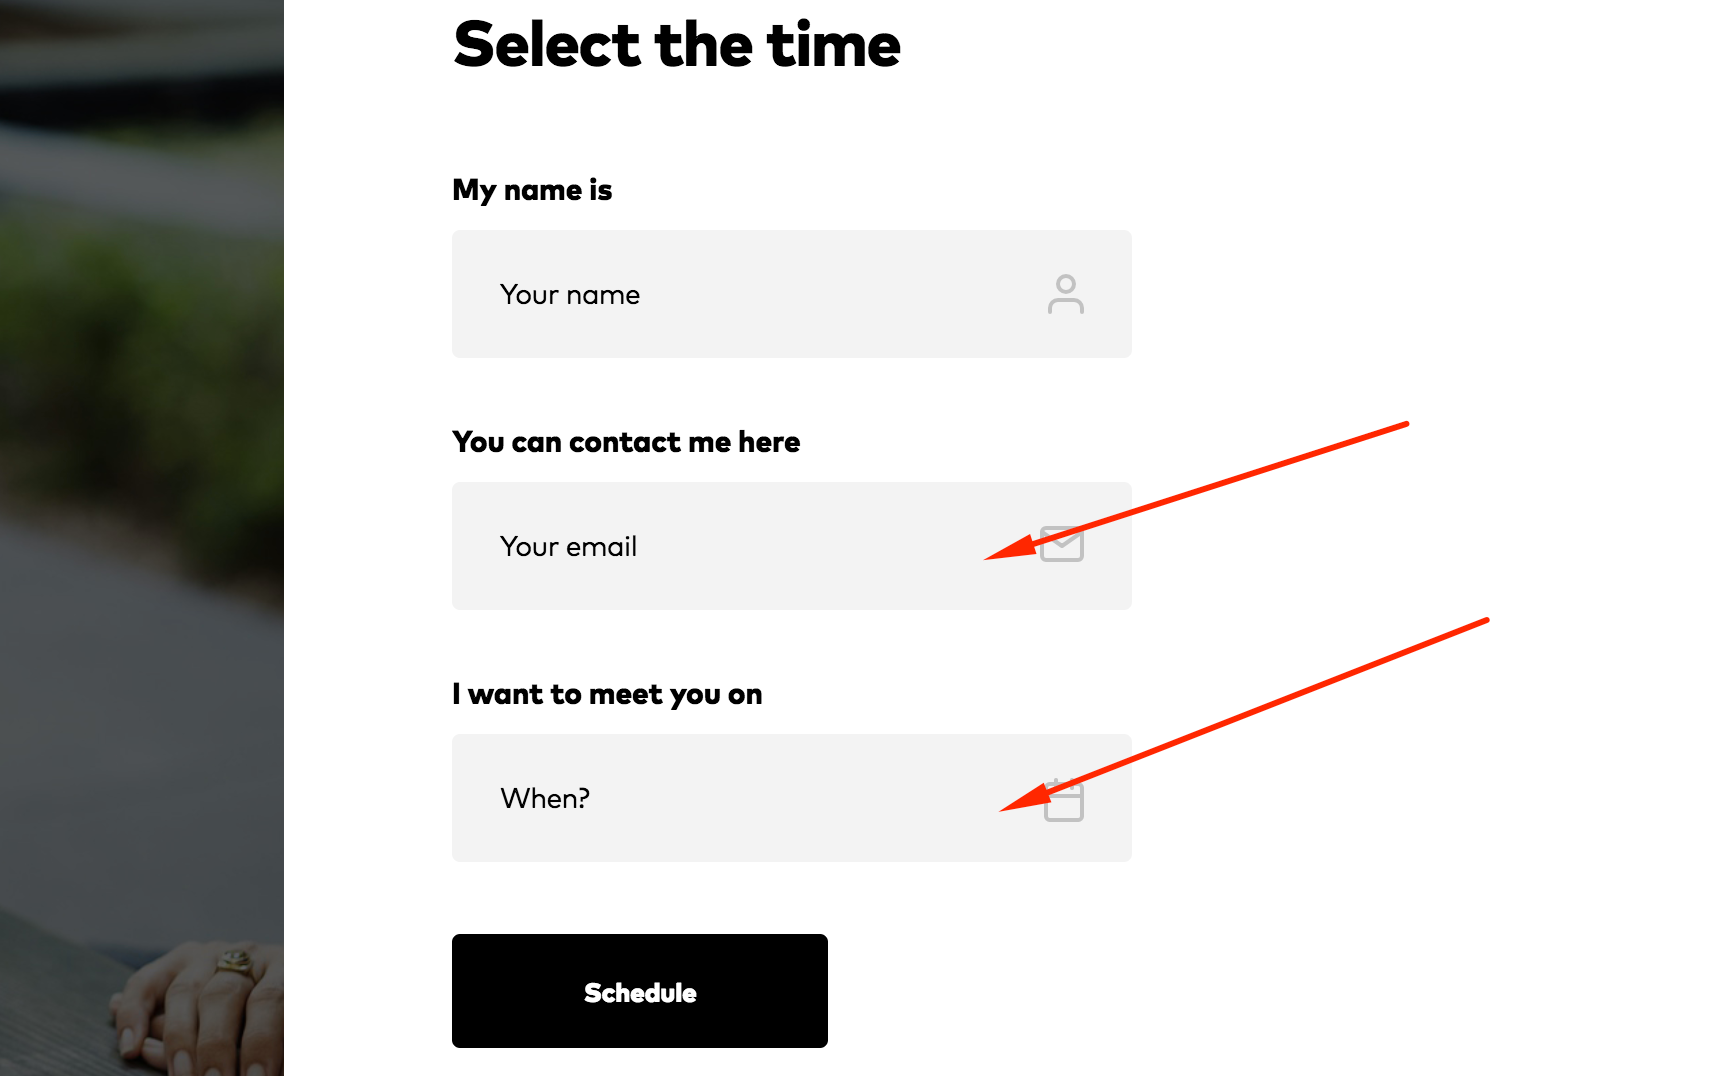 Select the time
My name is
Your name
You can contact me here
Your email
I want to meet you on
When?
Schedule